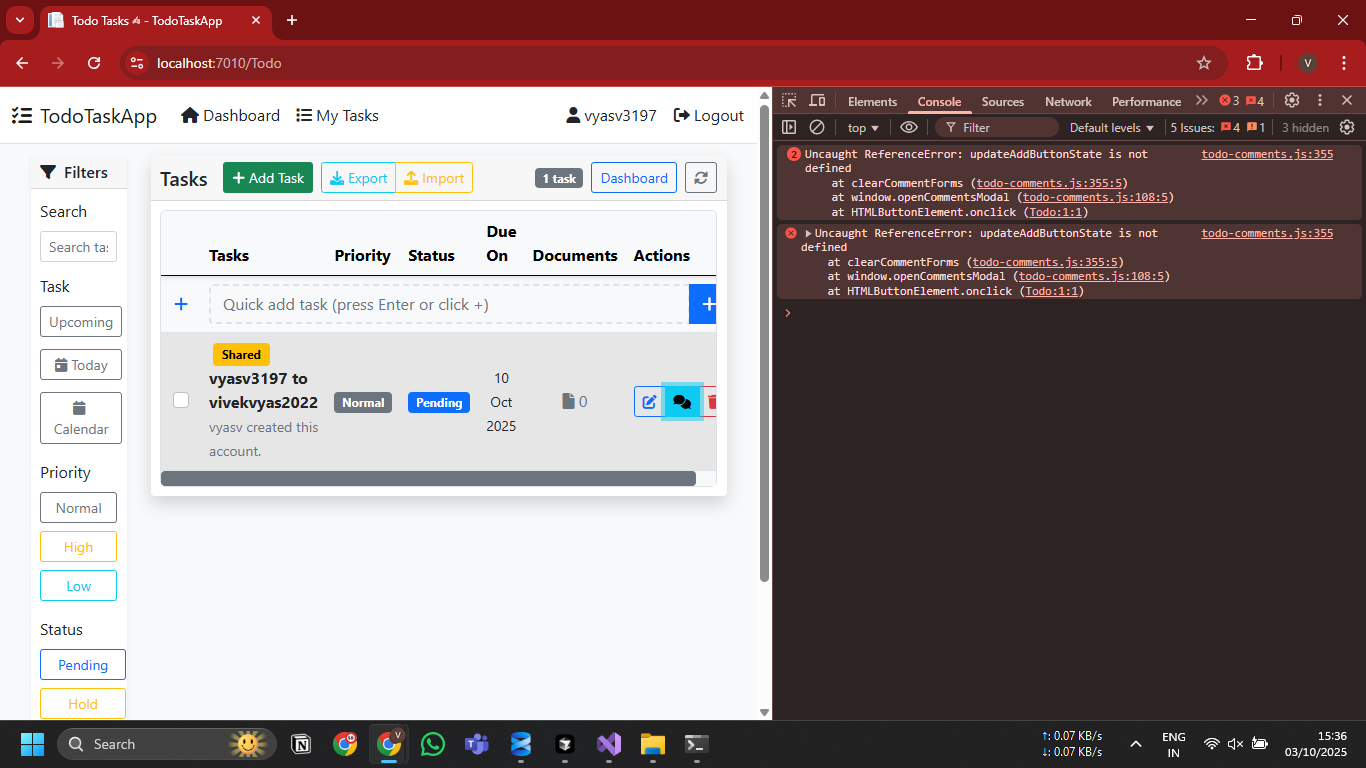 Todo Tasks - TodoTaskApp
localhost:7010/Todo
V
TodoTaskApp
Dashboard
My Tasks
vyasv3197
Logout
Filters
Search
Search tas
Task
Upcoming
Today
Calendar
Priority
Normal
High
Low
Status
Pending
Hold
Tasks
+ Add Task
Export
Import
1 task
Dashboard
Tasks Priority Status Due On Documents Actions
Quick add task (press Enter or click +)
Shared
vyasv3197 to
vivekvyas2022
vyasv created this
account.
Normal
Pending
10
Oct
2025
0
Elements Console Sources Network Performance
3 4
top
Filter
Default levels
5 Issues: 4 1
3 hidden
2 Uncaught ReferenceError: updateAddButtonState is not todo-comments.js:355
defined
at clearCommentForms (todo-comments.js:355:5)
at window.openCommentsModal (todo-comments.js:108:5)
at HTMLButtonElement.onclick (Todo:1:1)
Uncaught ReferenceError: updateAddButtonState is not todo-comments.js:355
defined
at clearCommentForms (todo-comments.js:355:5)
at window.openCommentsModal (todo-comments.js:108:5)
at HTMLButtonElement.onclick (Todo:1:1)
Search
V
↑: 0.07 KB/s
↓: 0.07 KB/s
ENG
IN
15:36
03/10/2025